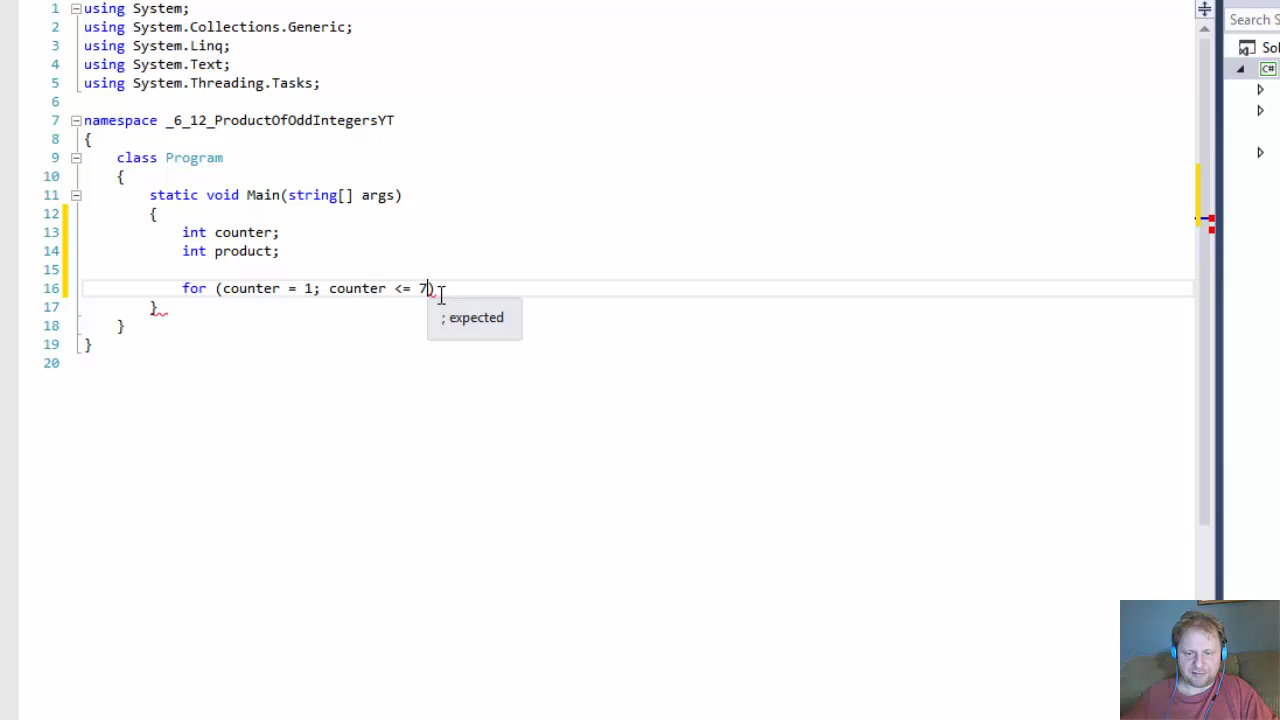 1 using System;
2 using System.Collections.Generic;
3 using System.Linq;
4 using System.Text;
5 using System.Threading.Tasks;
6
7 namespace _6_12_ProductOfOddIntegersYT
8 {
9 class Program
10 {
11 static void Main(string[] args)
12 {
13 int counter;
14 int product;
15
16 for (counter = 1; counter <= 7)
; expected
17 }
18 }
19 }
20
Search S
Sol
C#